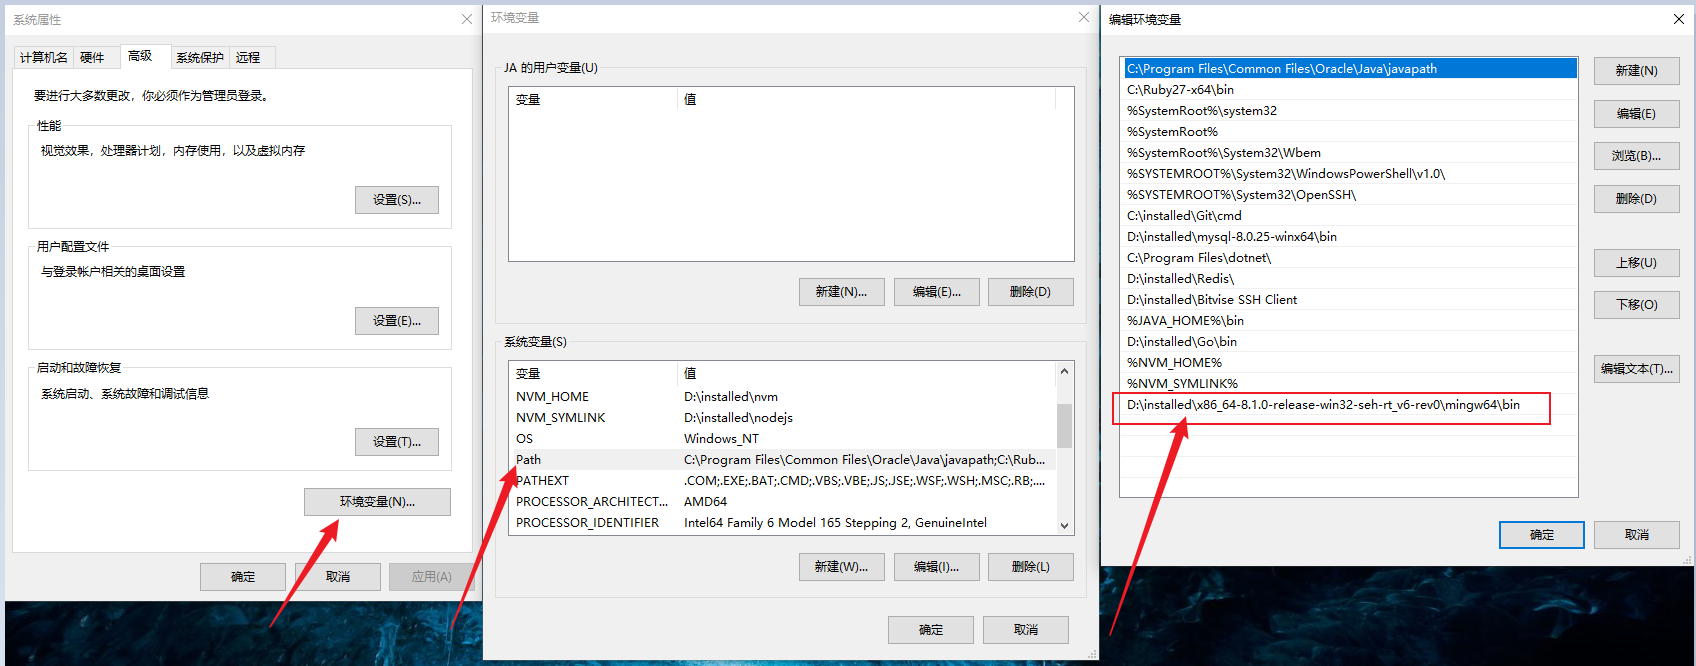 系统属性
计算机名 硬件 高级 系统保护 远程
要进行大多数更改，你必须作为管理员登录。
性能
视觉效果，处理器计划，内存使用，以及虚拟内存
设置(S)...
用户配置文件
与登录帐户相关的桌面设置
设置(E)...
启动和故障恢复
系统启动、系统故障和调试信息
设置(T)...
环境变量(N)...
确定 取消 应用(A)
环境变量
JA 的用户变量(U)
变量 值
新建(N)... 编辑(E)... 删除(D)
系统变量(S)
变量 值
NVM_HOME D:\installed\nvm
NVM_SYMLINK D:\installed\nodejs
OS Windows_NT
Path C:\Program Files\Common Files\Oracle\Java\javapath;C:\Rub...
PATHEXT .COM;.EXE;.BAT;.CMD;.VBS;.VBE;.JS;.JSE;.WSF;.WSH;.MSC;.RB;....
PROCESSOR_ARCHITECT... AMD64
PROCESSOR_IDENTIFIER Intel64 Family 6 Model 165 Stepping 2, GenuineIntel
新建(W)... 编辑(I)... 删除(L)
确定 取消
编辑环境变量
C:\Program Files\Common Files\Oracle\Java\javapath
C:\Ruby27-x64\bin
%SystemRoot%\system32
%SystemRoot%
%SystemRoot%\System32\Wbem
%SYSTEMROOT%\System32\WindowsPowerShell\v1.0\
%SYSTEMROOT%\System32\OpenSSH\
C:\installed\Git\cmd
D:\installed\mysql-8.0.25-winx64\bin
C:\Program Files\dotnet\
D:\installed\Redis\
D:\installed\Bitvise SSH Client
%JAVA_HOME%\bin
D:\installed\Go\bin
%NVM_HOME%
%NVM_SYMLINK%
D:\installed\x86_64-8.1.0-release-win32-seh-rt_v6-rev0\mingw64\bin
新建(N)
编辑(E)
浏览(B)...
删除(D)
上移(U)
下移(O)
编辑文本(T)...
确定 取消